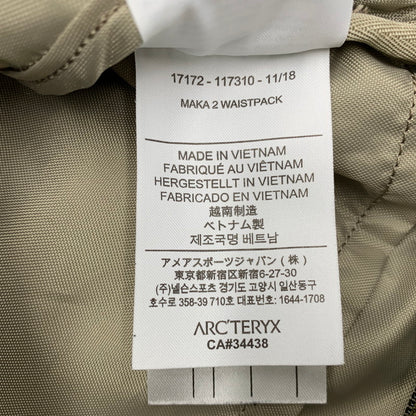 17172 - 117310 - 11/18
MAKA 2 WAISTPACK
MADE IN VIETNAM
FABRIQUÉ AU VIÊTNAM
HERGESTELLT IN VIETNAM
FABRICADO EN VIETNAM
越南制造
ベトナム製
제조국명 베트남
アメアスポーツジャパン（株）
東京都新宿区新宿6-27-30
(주)넬슨스포츠 경기도 고양시 일산동구
호수로 358-39 710호 대표번호: 1644-1708
ARC'TERYX
CA#34438